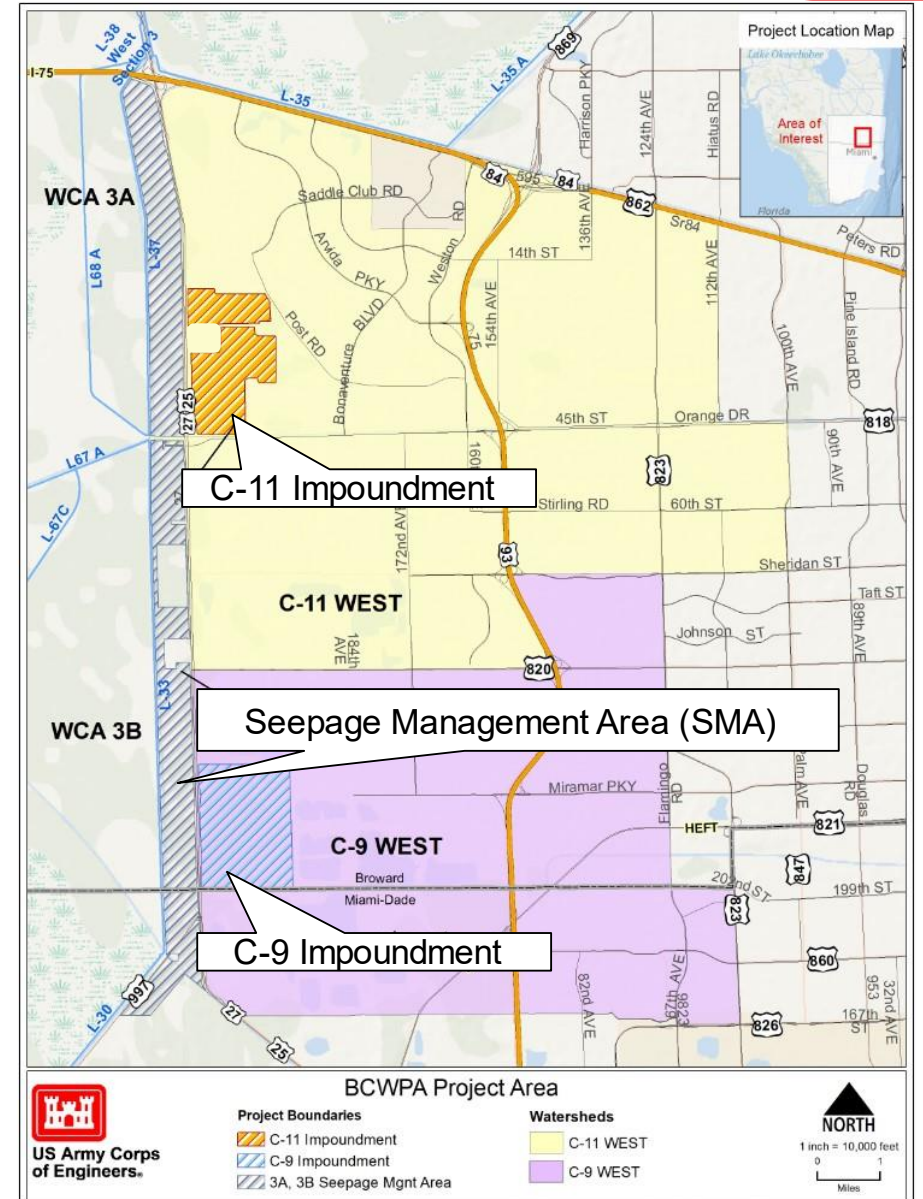 L-38
West
Section 3
I-75
L-35
L-35 A
869
Harrison PKY
124th AVE
Hiatus RD
Project Location Map
Lake Okeechobee
Area of
Interest
Miami
Florida
WCA 3A
L68 A
L-37
Saddle Club RD
Arvida
PKY
Weston
RD
84
595
84
136th AVE
862
Sr84
Peters RD
14th ST
112th AVE
Post RD
BLVD
Bonaventure
75
154th AVE
100th AVE
Pine Island RD
27
25
45th ST
Orange DR
818
L67 A
L-67C
C-11 Impoundment
823
90th AVE
Stirling RD
60th ST
172nd AVE
93
Sheridan ST
Taft ST
C-11 WEST
184th
AVE
Johnson ST
89th AVE
820
L-33
WCA 3B
Seepage Management Area (SMA)
Miramar PKY
Flamingo
RD
Palm AVE
Douglas
RD
HEFT
821
C-9 WEST
847
Broward
Miami-Dade
202nd ST
199th ST
823
C-9 Impoundment
860
997
L-30
27
25
82nd AVE
67th AVE
9823
826
167th
ST
953
32nd AVE
BCWPA Project Area
US Army Corps
of Engineers®
Project Boundaries
C-11 Impoundment
C-9 Impoundment
3A, 3B Seepage Mgnt Area
Watersheds
C-11 WEST
C-9 WEST
NORTH
1 inch = 10,000 feet
0 1
Miles